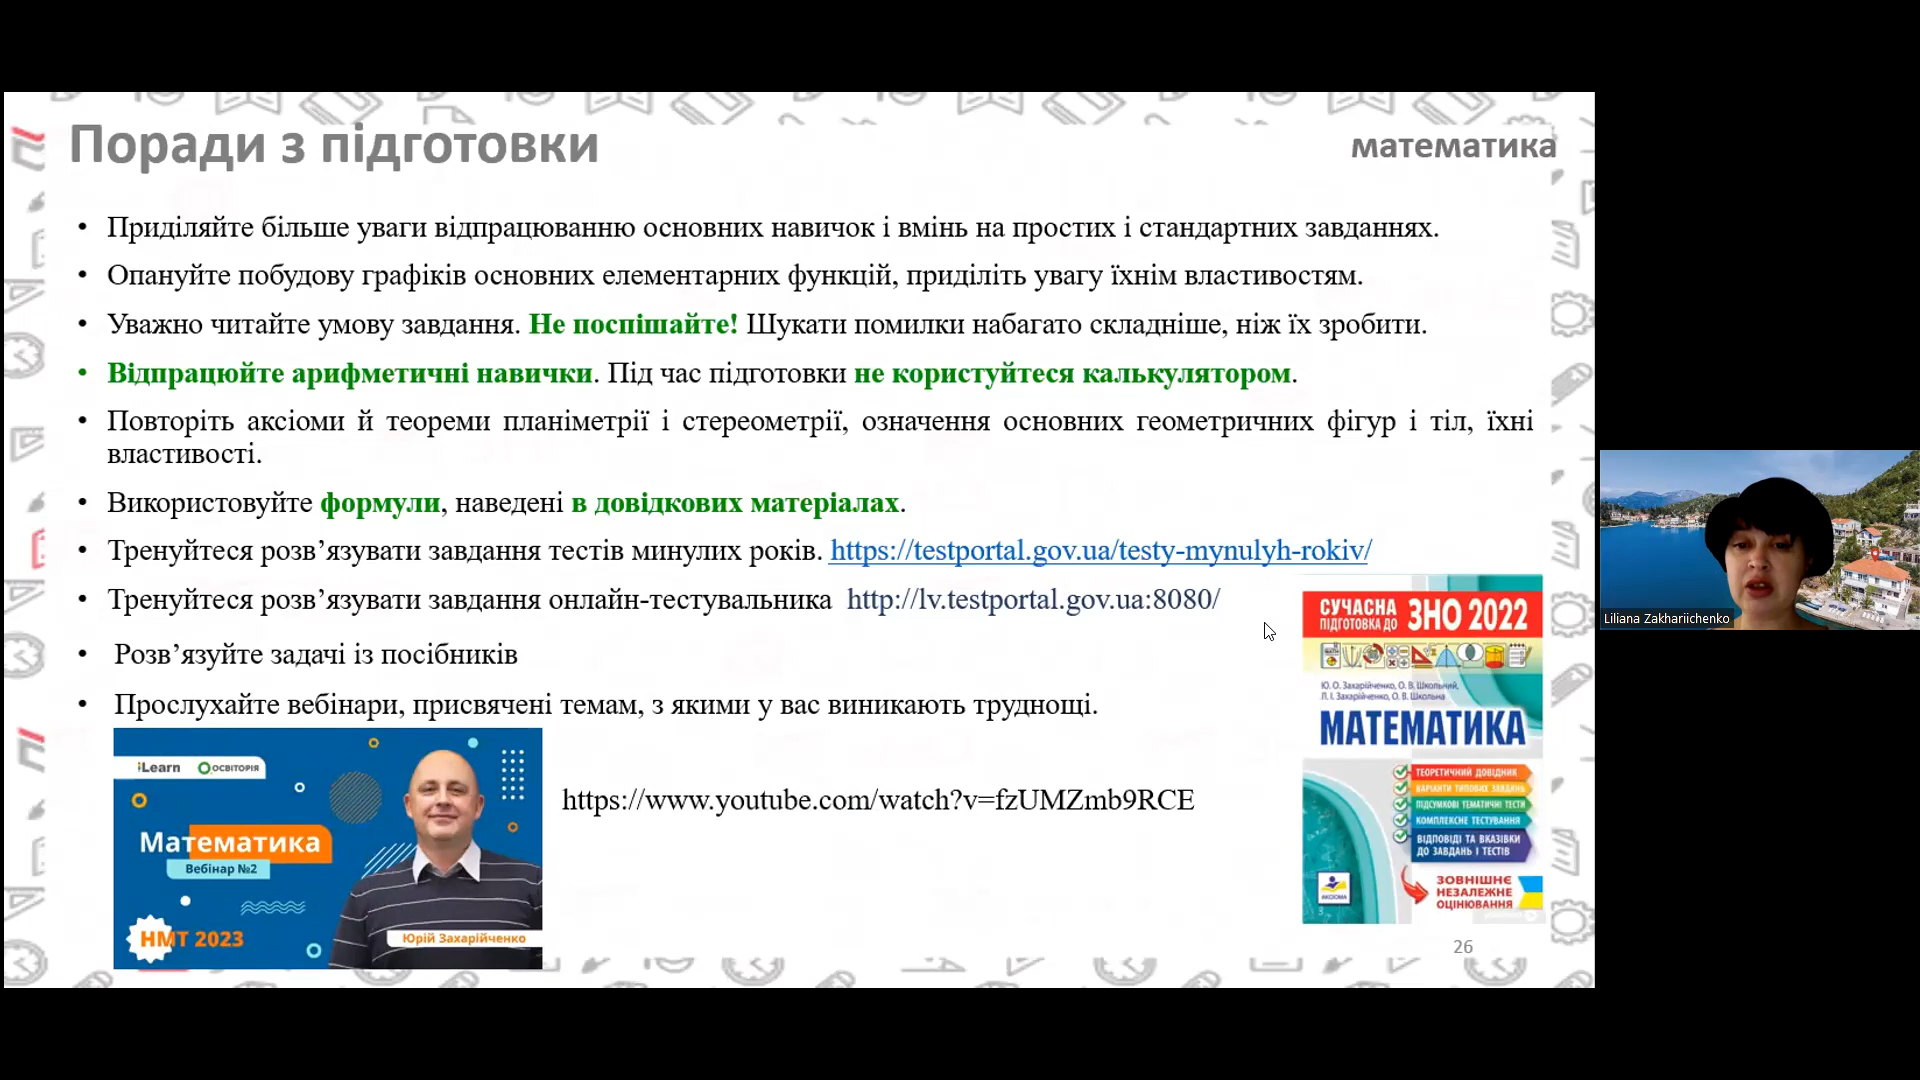 Поради з підготовки
математика
• Приділяйте більше уваги відпрацюванню основних навичок і вмінь на простих і стандартних завданнях.
• Опануйте побудову графіків основних елементарних функцій, приділіть увагу їхнім властивостям.
• Уважно читайте умову завдання. Не поспішайте! Шукати помилки набагато складніше, ніж їх зробити.
• Відпрацюйте арифметичні навички. Під час підготовки не користуйтеся калькулятором.
• Повторіть аксіоми й теореми планіметрії і стереометрії, означення основних геометричних фігур і тіл, їхні
властивості.
• Використовуйте формули, наведені в довідкових матеріалах.
• Тренуйтеся розв’язувати завдання тестів минулих років. https://testportal.gov.ua/testy-mynulyh-rokiv/
• Тренуйтеся розв’язувати завдання онлайн-тестувальника http://lv.testportal.gov.ua:8080/
• Розв’язуйте задачі із посібників
• Прослухайте вебінари, присвячені темам, з якими у вас виникають труднощі.
iLearn ОСВІТОРІЯ
Математика
Вебінар №2
НМТ 2023
Юрій Захарійченко
https://www.youtube.com/watch?v=fzUMZmb9RCE
СУЧАСНА
ПІДГОТОВКА ДО
ЗНО 2022
Ю. О. Захарійченко, О. В. Школьний,
Л. І. Захарійченко, О. В. Школьна
МАТЕМАТИКА
ТЕОРЕТИЧНИЙ ДОВІДНИК
ВАРІАНТИ ТИПОВИХ ЗАВДАНЬ
ПІДСУМКОВІ ТЕМАТИЧНІ ТЕСТИ
КОМПЛЕКСНЕ ТЕСТУВАННЯ
ВІДПОВІДІ ТА ВКАЗІВКИ
ДО ЗАВДАНЬ І ТЕСТІВ
АКСІОМА
ЗОВНІШНЄ
НЕЗАЛЕЖНЕ
ОЦІНЮВАННЯ
26
Liliana Zakhariichenko